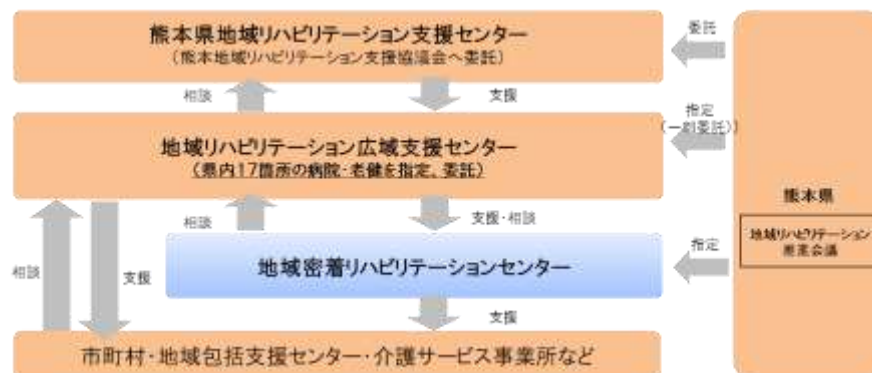 熊本県地域リハビリテーション支援センター
(熊本地域リハビリテーション支援協議会へ委託)
委託
相談
支援
指定
(一部委託)
地域リハビリテーション広域支援センター
(県内17箇所の病院・老健を指定、委託)
熊本県
地域リハビリテーション
推進会議
相談
支援・相談
指定
地域密着リハビリテーションセンター
相談
支援
支援
市町村・地域包括支援センター・介護サービス事業所など